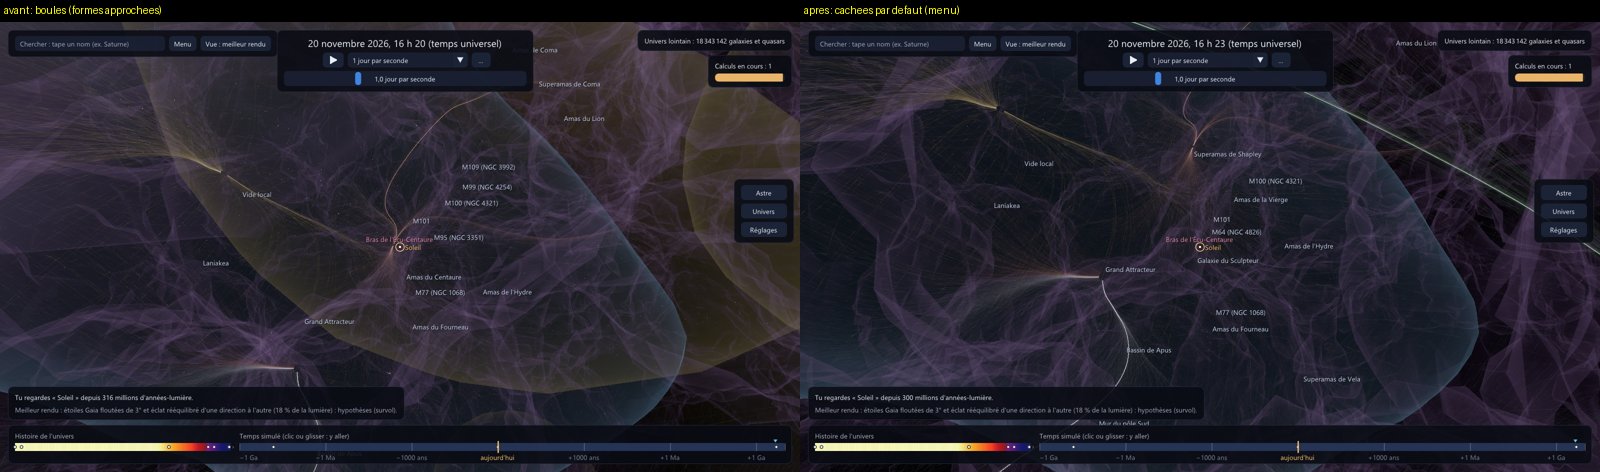 avant: boules (formes approchees)
Chercher : tape un nom (ex. Saturne)
Menu
Vue : meilleur rendu
20 novembre 2026, 16 h 20 (temps universel)
1 jour par seconde
...
1,0 jour par seconde
Univers lointain : 18 343 142 galaxies et quasars
Calculs en cours : 1
de Coma
Superamas de Coma
Amas du Lion
M109 (NGC 3992)
M99 (NGC 4254)
Vide local
M100 (NGC 4321)
M101
Bras de l'Écu-Centaure
M95 (NGC 3351)
Soleil
Laniakea
Amas du Centaure
M77 (NGC 1068)
Amas de l'Hydre
Grand Attracteur
Amas du Fourneau
Astre
Univers
Réglages
Tu regardes « Soleil » depuis 316 millions d'années-lumière.
Meilleur rendu : étoiles Gaia floutées de 3° et éclat rééquilibré d'une direction à l'autre (18 % de la lumière) : hypothèses (survol).
Histoire de l'univers
Temps simulé (clic ou glisser : y aller)
−1 Ga
−1 Ma
−1000 ans
aujourd'hui
+1000 ans
+1 Ma
+1 Ga
apres: cachees par defaut (menu)
Chercher : tape un nom (ex. Saturne)
Menu
Vue : meilleur rendu
20 novembre 2026, 16 h 23 (temps universel)
1 jour par seconde
...
1,0 jour par seconde
Amas du Lion
Univers lointain : 18 343 142 galaxies et quasars
Calculs en cours : 1
Superamas de Shapley
Vide local
M100 (NGC 4321)
Amas de la Vierge
Laniakea
M101
M64 (NGC 4826)
Bras de l'Écu-Centaure
Soleil
Amas de l'Hydre
Galaxie du Sculpteur
Grand Attracteur
M77 (NGC 1068)
Amas du Fourneau
Bassin de Apus
Superamas de Vela
Astre
Univers
Réglages
Tu regardes « Soleil » depuis 300 millions d'années-lumière.
Meilleur rendu : étoiles Gaia floutées de 3° et éclat rééquilibré d'une direction à l'autre (18 % de la lumière) : hypothèses (survol).
Mur du pôle Sud
Histoire de l'univers
Temps simulé (clic ou glisser : y aller)
−1 Ga
−1 Ma
−1000 ans
aujourd'hui
+1000 ans
+1 Ma
+1 Ga